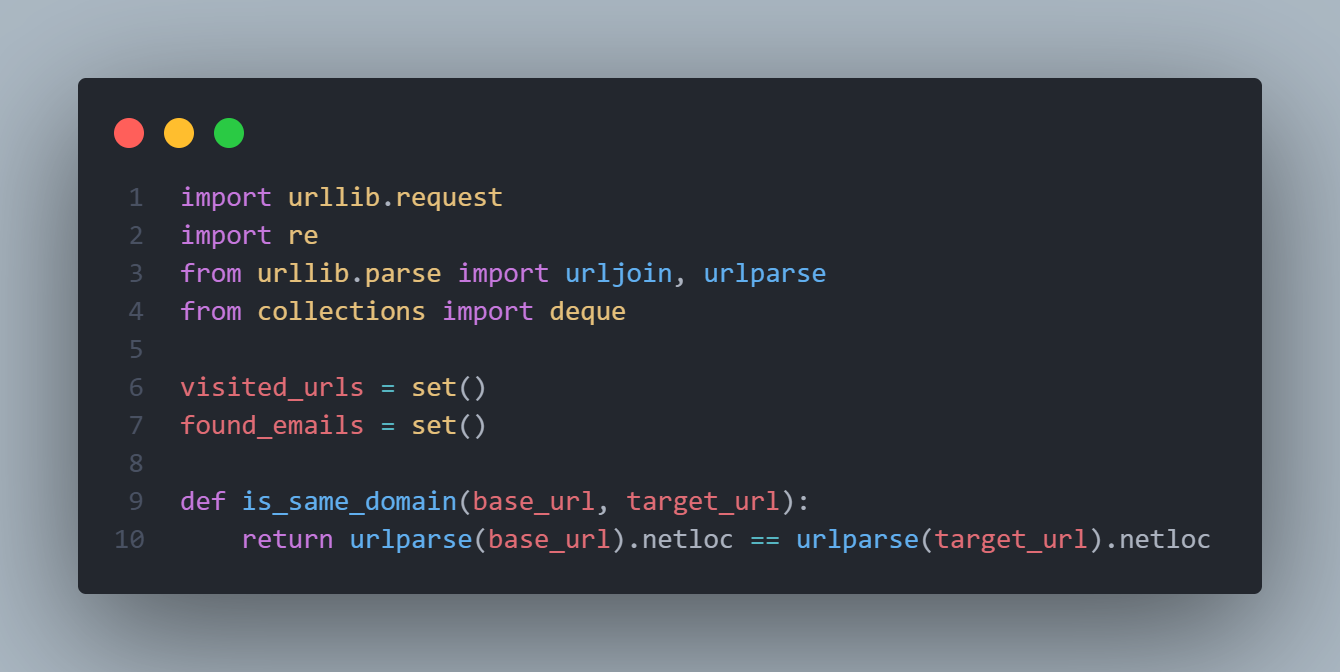 1 import urllib.request
2 import re
3 from urllib.parse import urljoin, urlparse
4 from collections import deque
5
6 visited_urls = set()
7 found_emails = set()
8
9 def is_same_domain(base_url, target_url):
10     return urlparse(base_url).netloc == urlparse(target_url).netloc